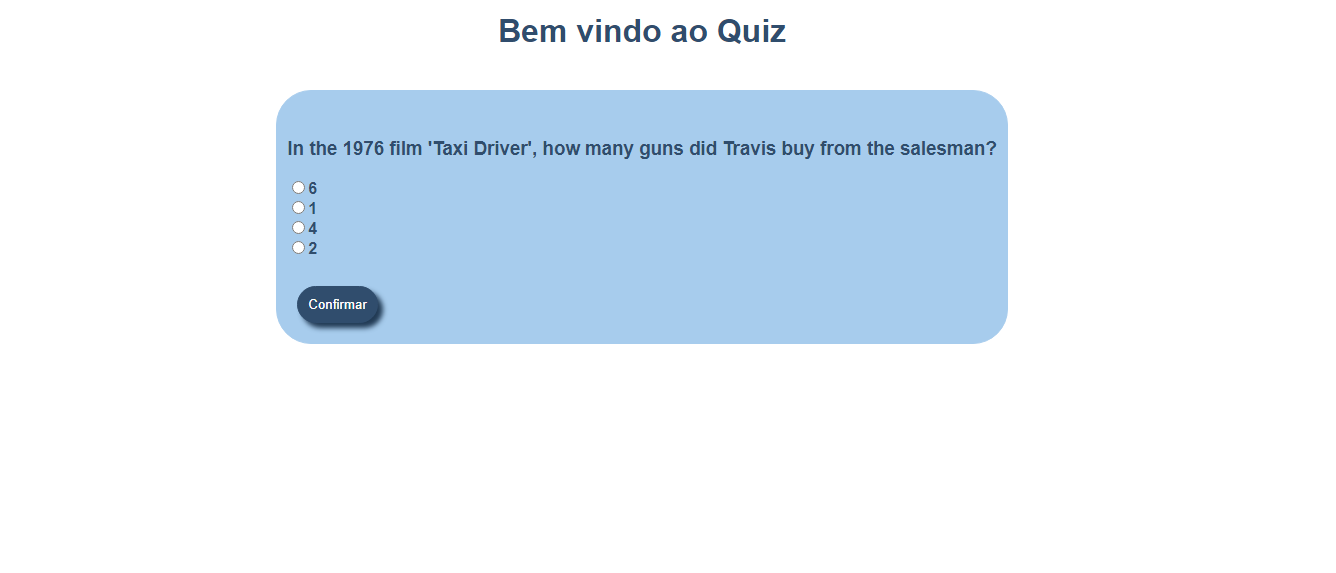 Bem vindo ao Quiz
In the 1976 film 'Taxi Driver', how many guns did Travis buy from the salesman?
6
1
4
2
Confirmar